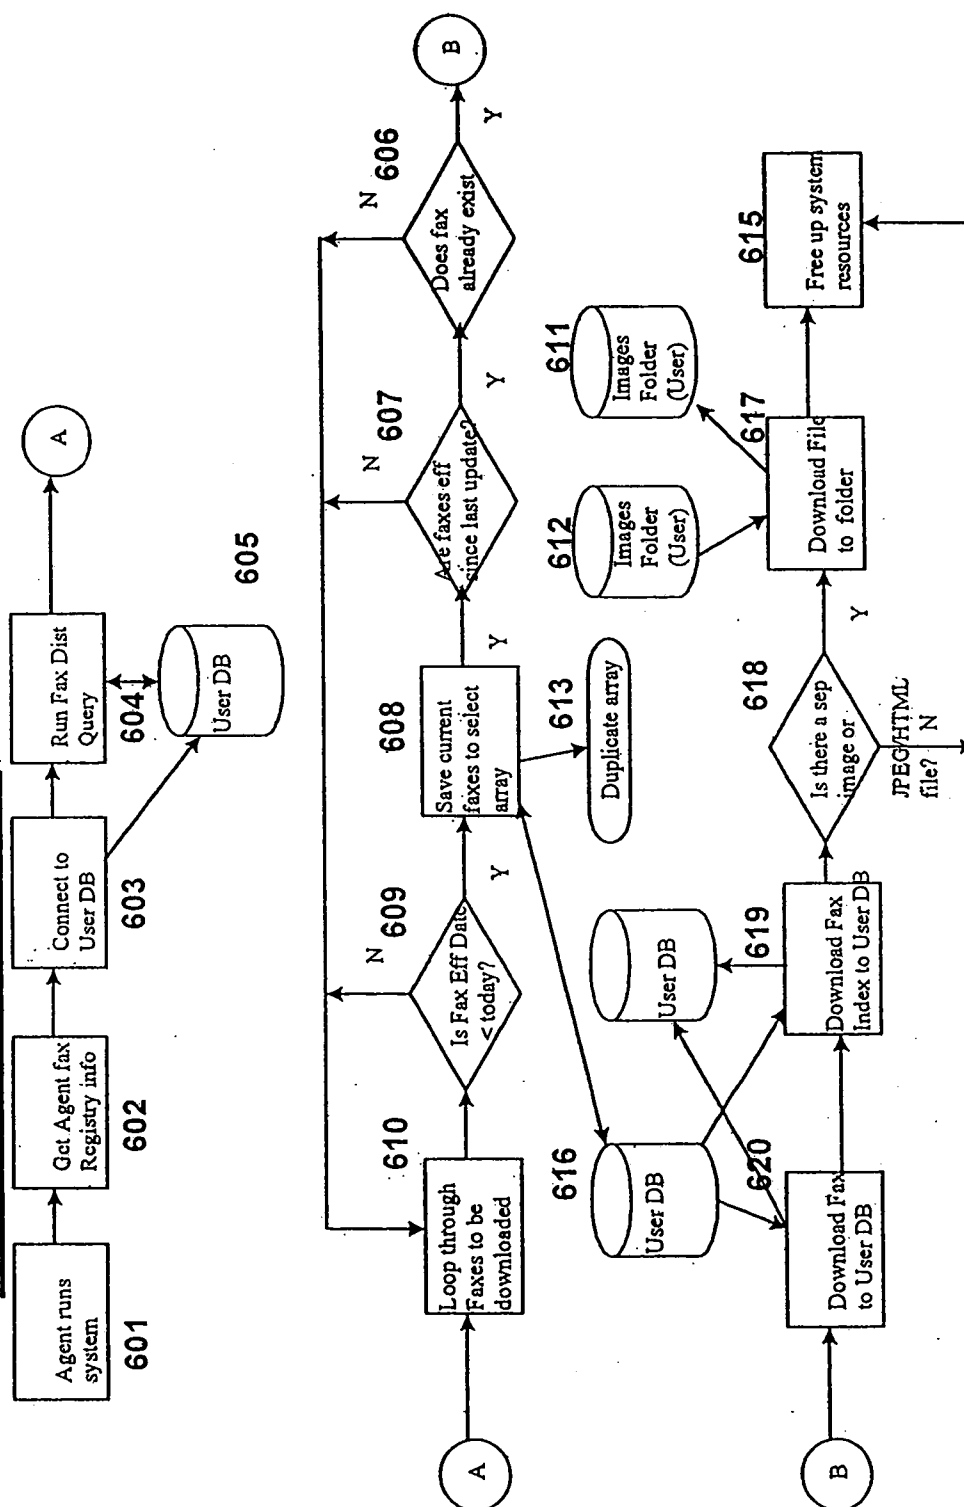 Agent runs
system
601
Get Agent fax
Registry info
602
Connect to
User DB
603
Run Fax Dist
Query
604
User DB
605
A
A
Loop through
Faxes to be
downloaded
610
Is Fax Eff Date
< today?
609
N
Y
Save current
faxes to select
array
608
Duplicate array
613
Y
Are faxes eff
since last update?
607
N
Y
Does fax
already exist
606
N
Y
B
B
Download Fax
to User DB
620
User DB
616
User DB
Download Fax
Index to User DB
619
Is there a sep
image or
JPEG/HTML
file?
618
N
Y
Download File
to folder
617
Images
Folder
(User)
612
Images
Folder
(User)
611
Free up system
resources
615